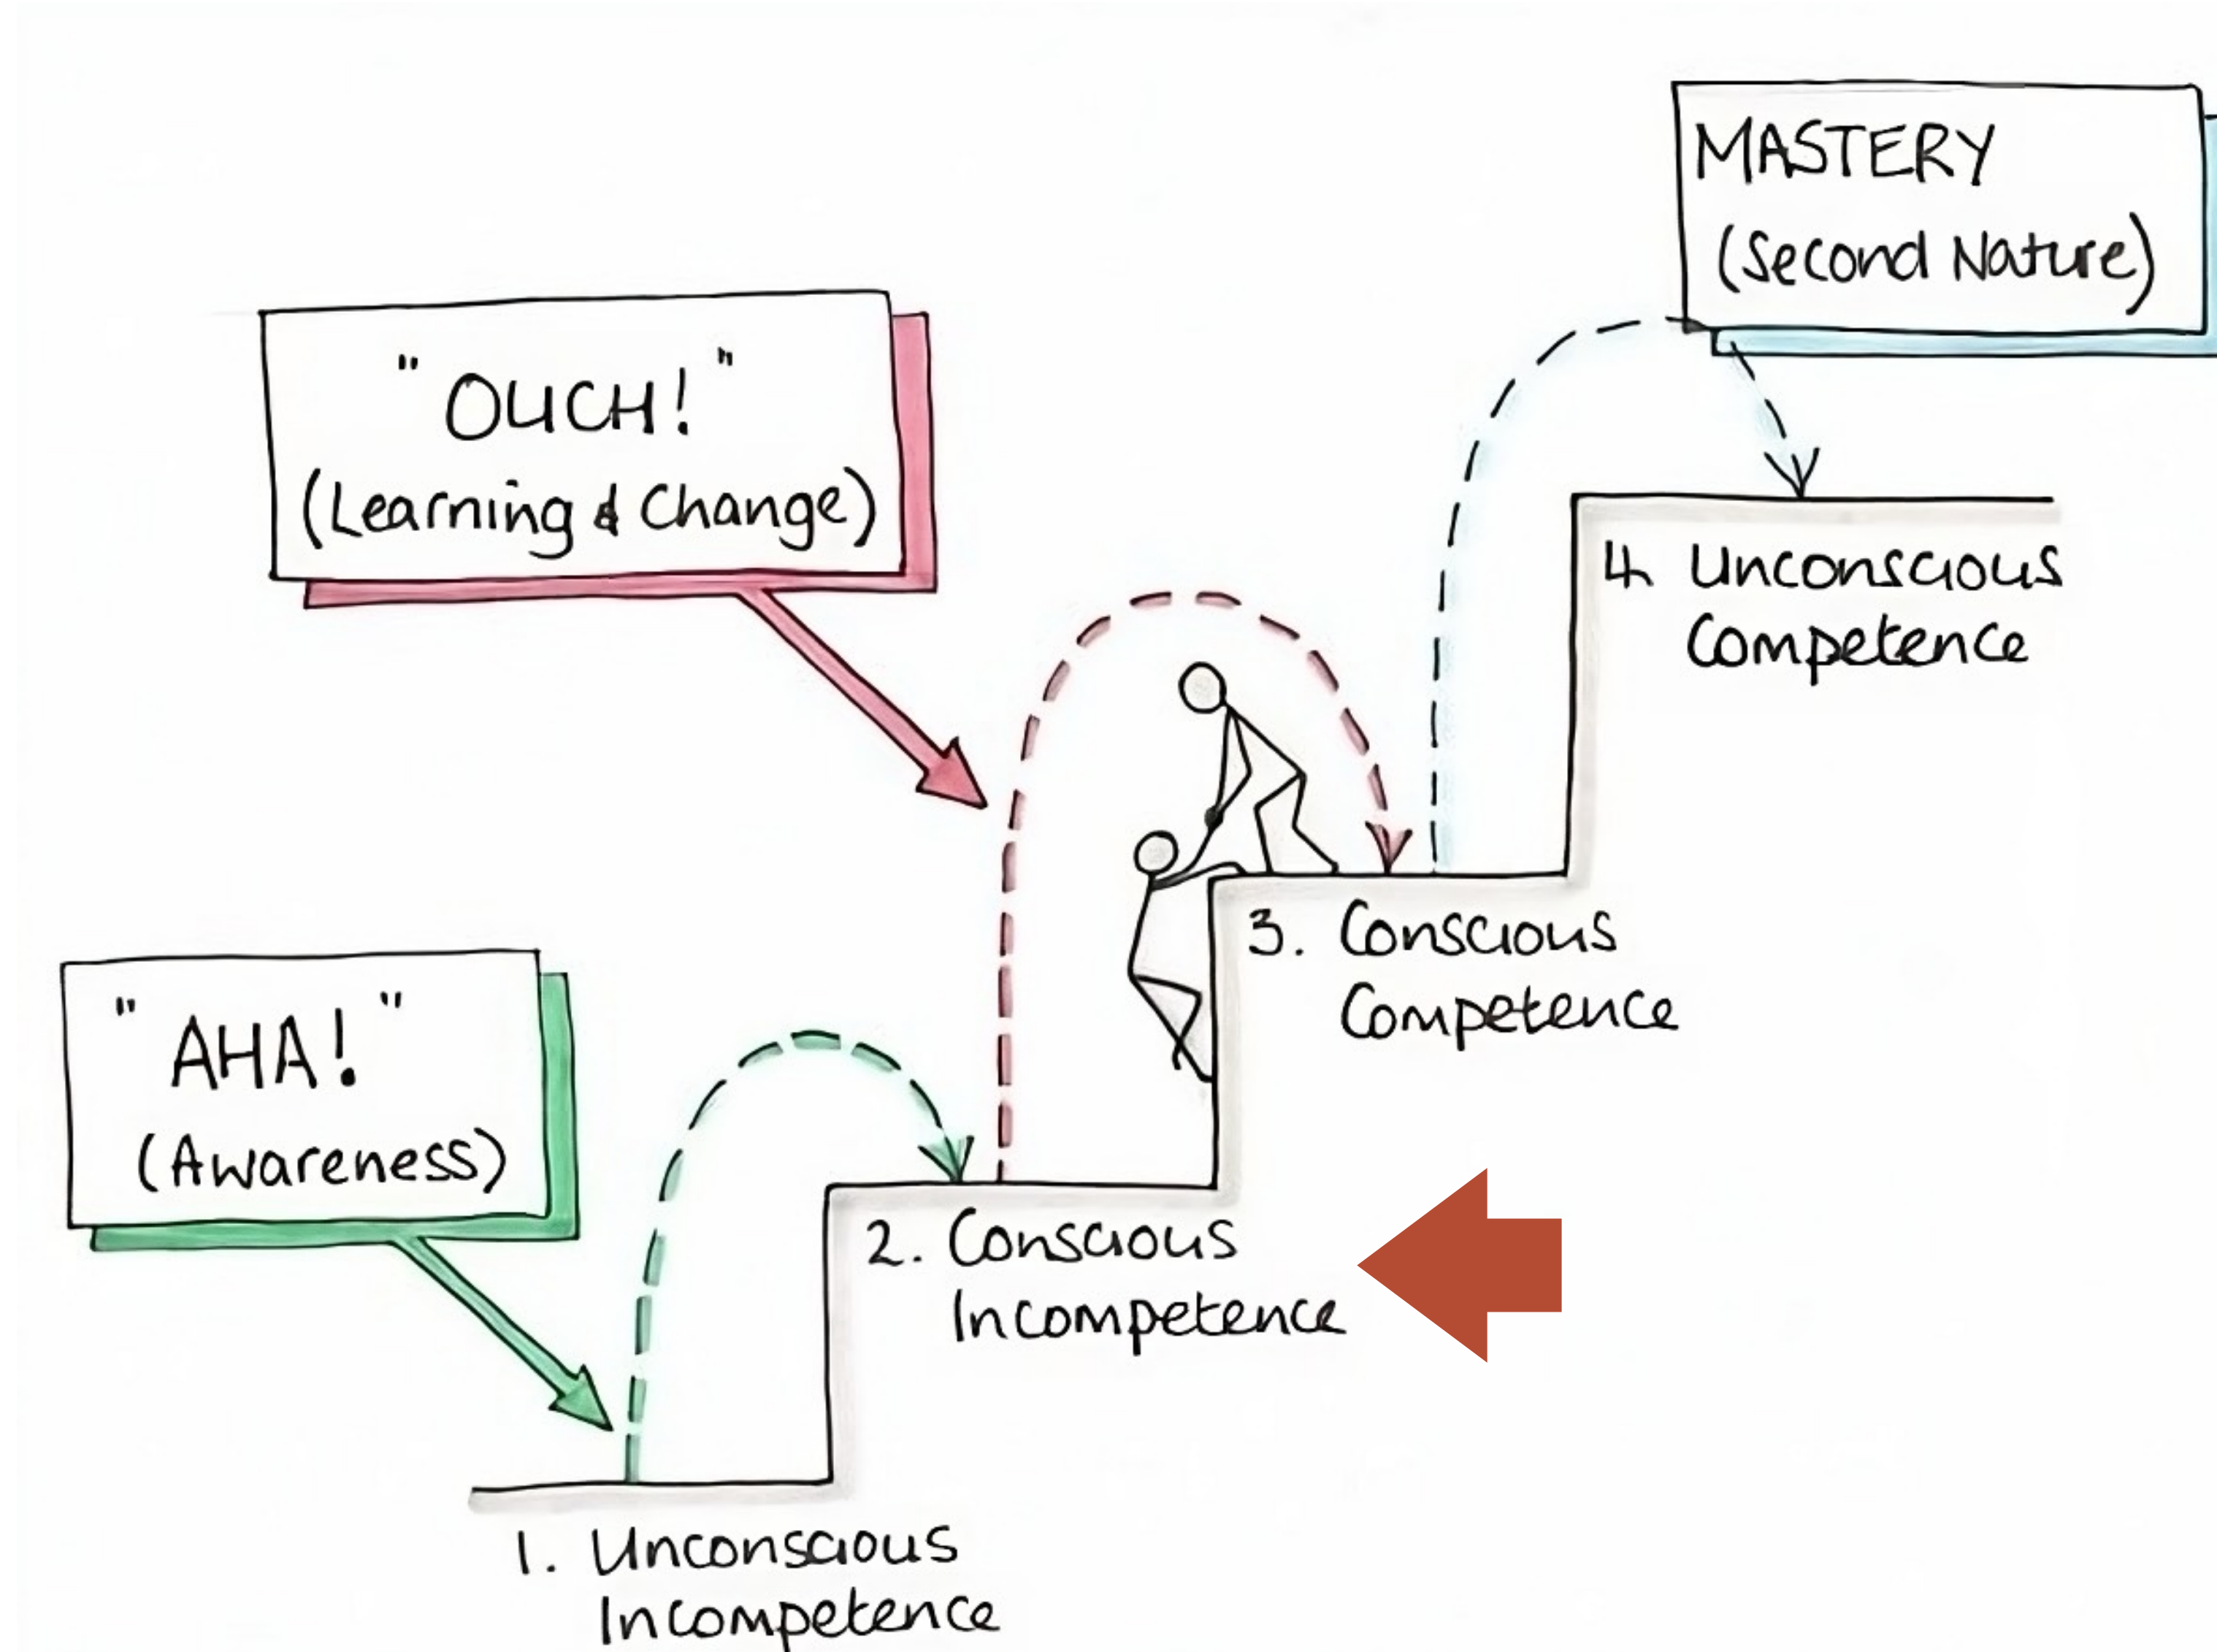 MASTERY
(Second Nature)
"OUCH!"
(Learning & Change)
4. Unconscious
Competence
3. Conscious
Competence
"AHA!"
(Awareness)
2. Conscious
Incompetence
1. Unconscious
Incompetence